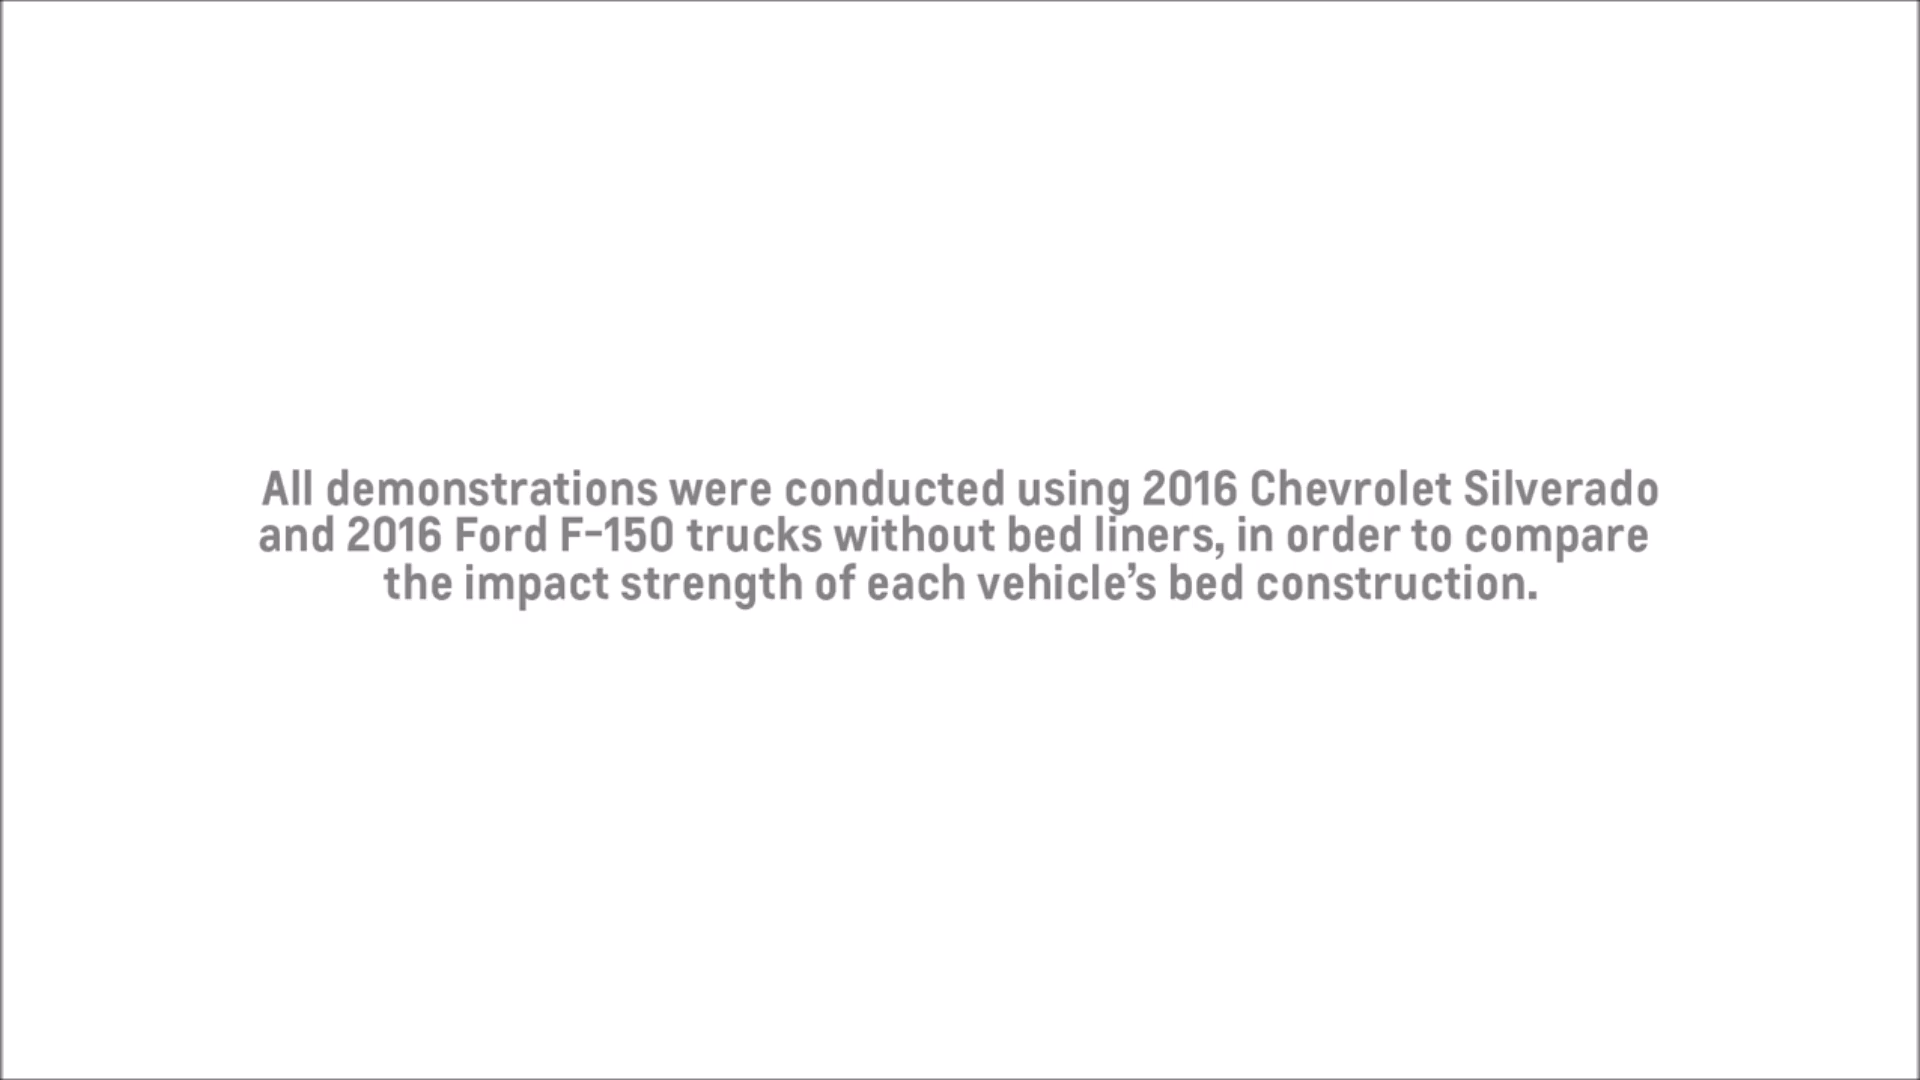 All demonstrations were conducted using 2016 Chevrolet Silverado
and 2016 Ford F-150 trucks without bed liners, in order to compare
the impact strength of each vehicle’s bed construction.